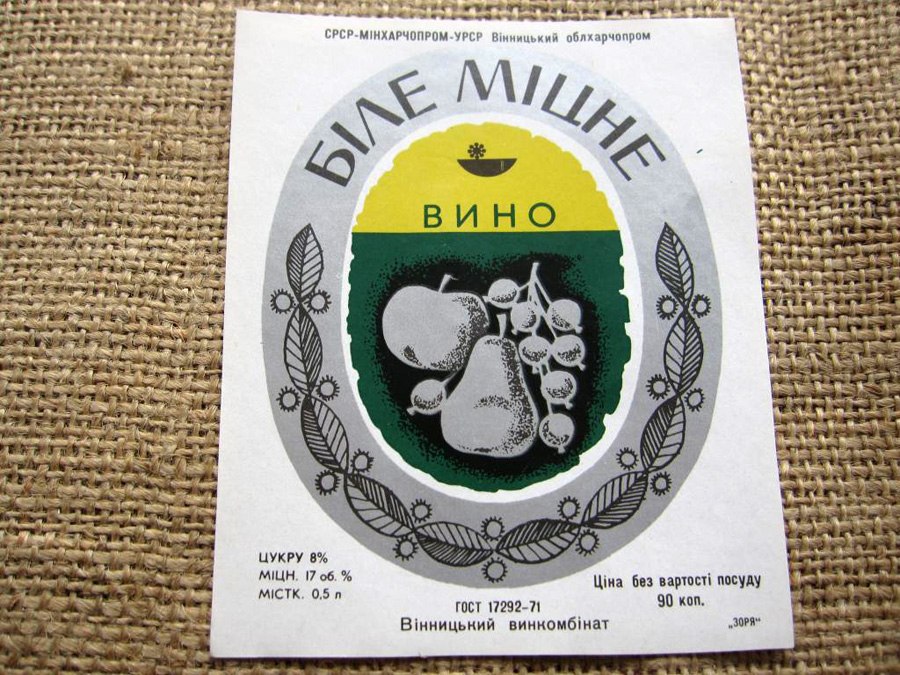 СРСР-МІНХАРЧОПРОМ-УРСР Вінницький облхарчопром
БІЛЕ МІЦНЕ
ВИНО
ЦУКРУ 8%
МІЦН. 17 об. %
МІСТК. 0,5 л
Ціна без вартості посуду
90 коп.
ГОСТ 17292-71
Вінницький винкомбінат
„ЗОРЯ“